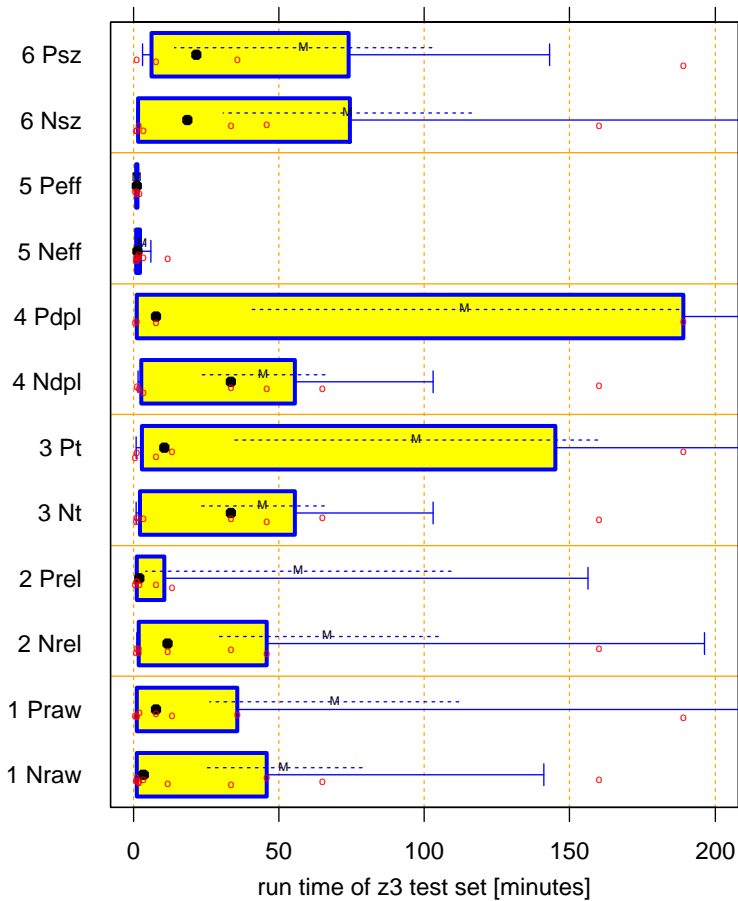 6 Psz
M
6 Nsz
M
5 Peff
M
5 Neff
M
4 Pdpl
M
4 Ndpl
M
3 Pt
M
3 Nt
M
2 Prel
M
2 Nrel
M
1 Praw
M
1 Nraw
M
0 50 100 150 200
run time of z3 test set [minutes]